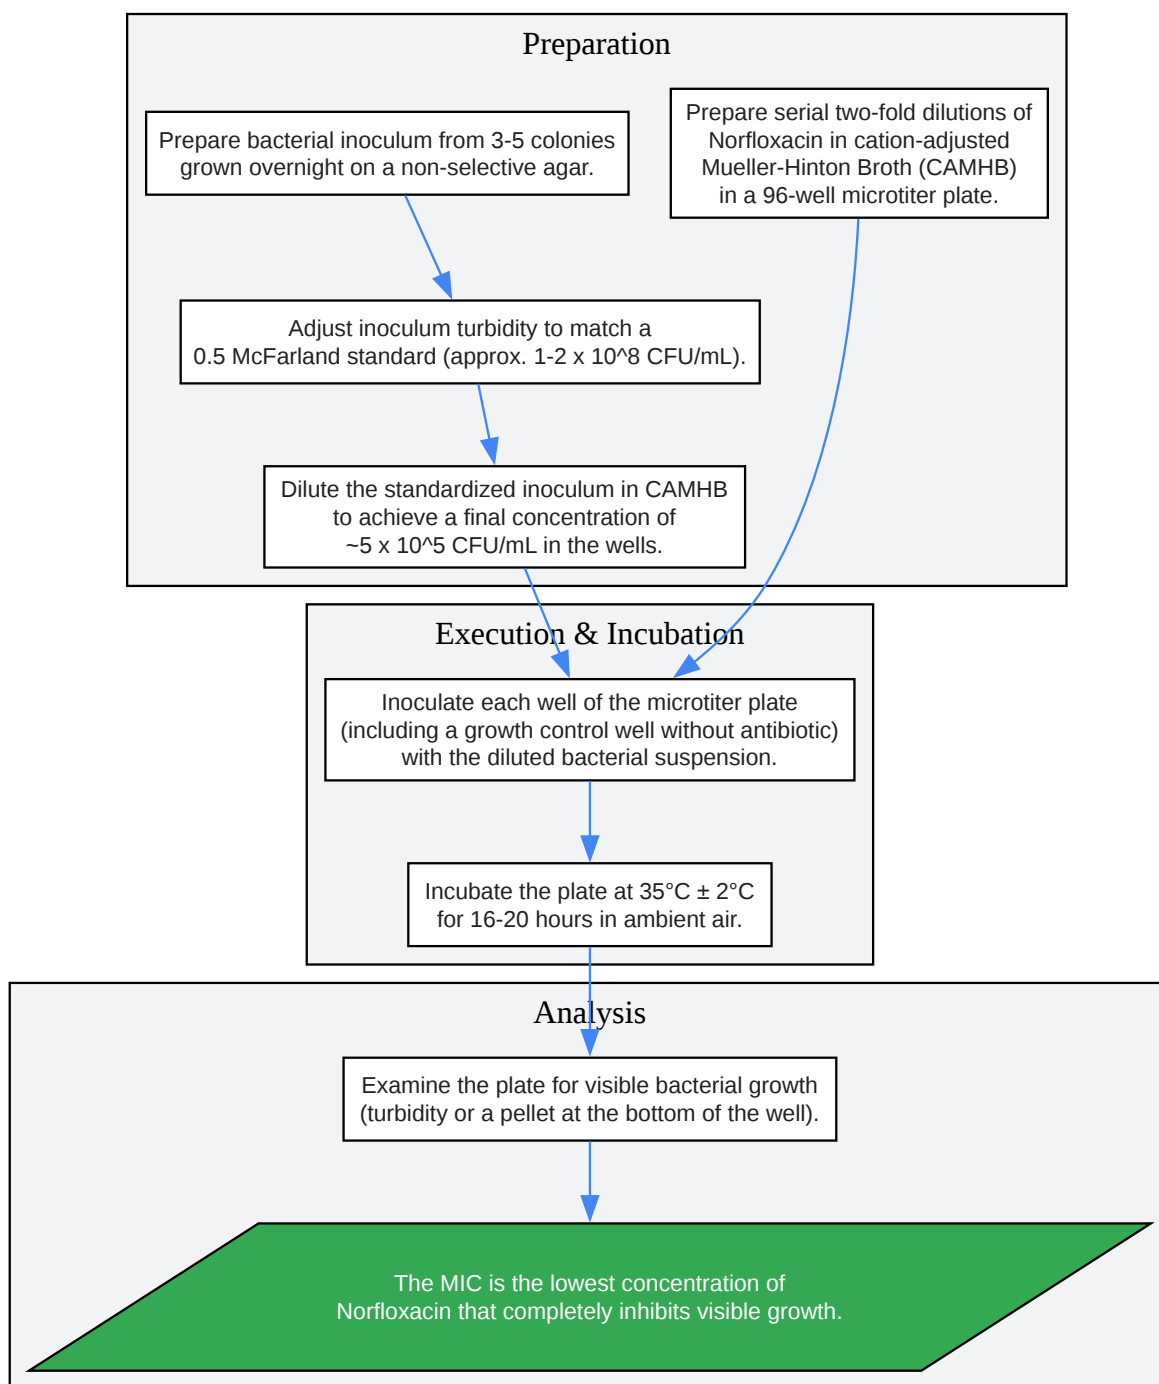 Preparation
Prepare bacterial inoculum from 3-5 colonies
grown overnight on a non-selective agar.
Prepare serial two-fold dilutions of
Norfloxacin in cation-adjusted
Mueller-Hinton Broth (CAMHB)
in a 96-well microtiter plate.
Adjust inoculum turbidity to match a
0.5 McFarland standard (approx. 1-2 x 10^8 CFU/mL).
Dilute the standardized inoculum in CAMHB
to achieve a final concentration of
~5 x 10^5 CFU/mL in the wells.
Execution & Incubation
Inoculate each well of the microtiter plate
(including a growth control well without antibiotic)
with the diluted bacterial suspension.
Incubate the plate at 35°C ± 2°C
for 16-20 hours in ambient air.
Analysis
Examine the plate for visible bacterial growth
(turbidity or a pellet at the bottom of the well).
The MIC is the lowest concentration of
Norfloxacin that completely inhibits visible growth.